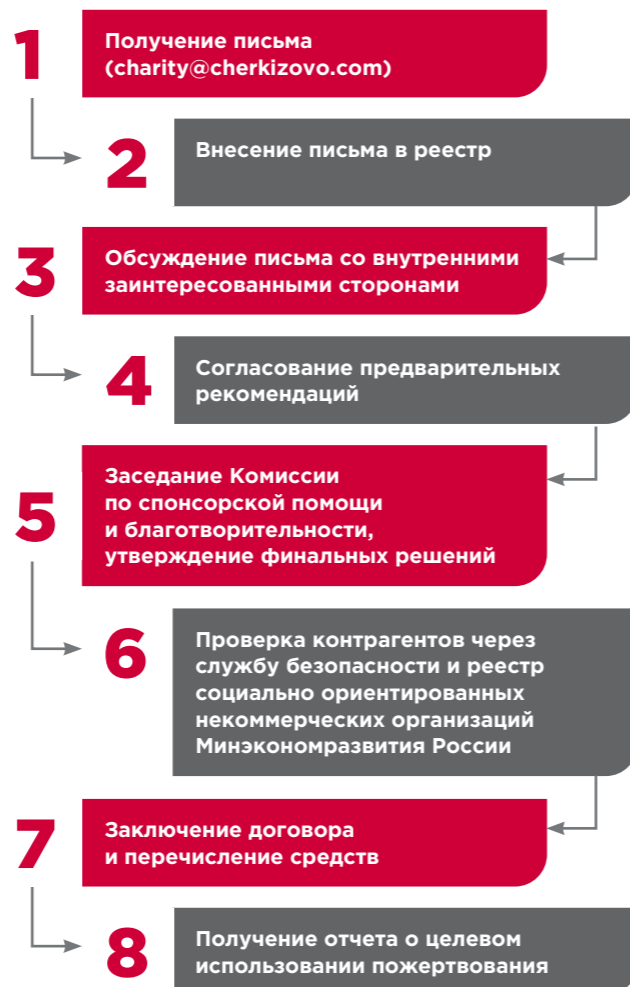 1
Получение письма
(charity@cherkizovo.com)
2
Внесение письма в реестр
3
Обсуждение письма со внутренними
заинтересованными сторонами
4
Согласование предварительных
рекомендаций
5
Заседание Комиссии
по спонсорской помощи
и благотворительности,
утверждение финальных решений
6
Проверка контрагентов через
службу безопасности и реестр
социально ориентированных
некоммерческих организаций
Минэкономразвития России
7
Заключение договора
и перечисление средств
8
Получение отчета о целевом
использовании пожертвования